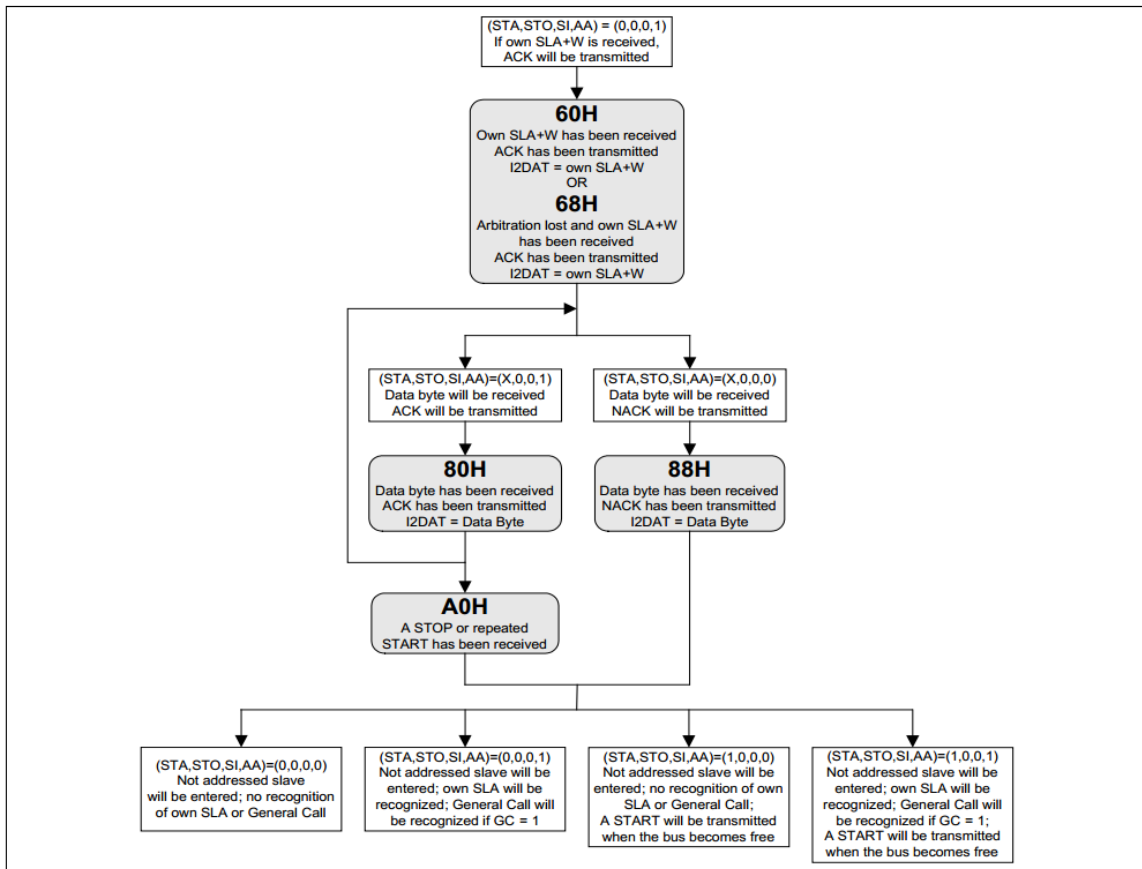 (STA,STO,SI,AA) = (0,0,0,1)
If own SLA+W is received,
ACK will be transmitted
60H
Own SLA+W has been received
ACK has been transmitted
I2DAT = own SLA+W
OR
68H
Arbitration lost and own SLA+W
has been received
ACK has been transmitted
I2DAT = own SLA+W
(STA,STO,SI,AA)=(X,0,0,1)
Data byte will be received
ACK will be transmitted
(STA,STO,SI,AA)=(X,0,0,0)
Data byte will be received
NACK will be transmitted
80H
Data byte has been received
ACK has been transmitted
I2DAT = Data Byte
88H
Data byte has been received
NACK has been transmitted
I2DAT = Data Byte
A0H
A STOP or repeated
START has been received
(STA,STO,SI,AA)=(0,0,0,0)
Not addressed slave
will be entered; no recognition
of own SLA or General Call
(STA,STO,SI,AA)=(0,0,0,1)
Not addressed slave will be
entered; own SLA will be
recognized; General Call will
be recognized if GC = 1
(STA,STO,SI,AA)=(1,0,0,0)
Not addressed slave will be
entered; no recognition of own
SLA or General Call;
A START will be transmitted
when the bus becomes free
(STA,STO,SI,AA)=(1,0,0,1)
Not addressed slave will be
entered; own SLA will be
recognized; General Call will
be recognized if GC = 1;
A START will be transmitted
when the bus becomes free